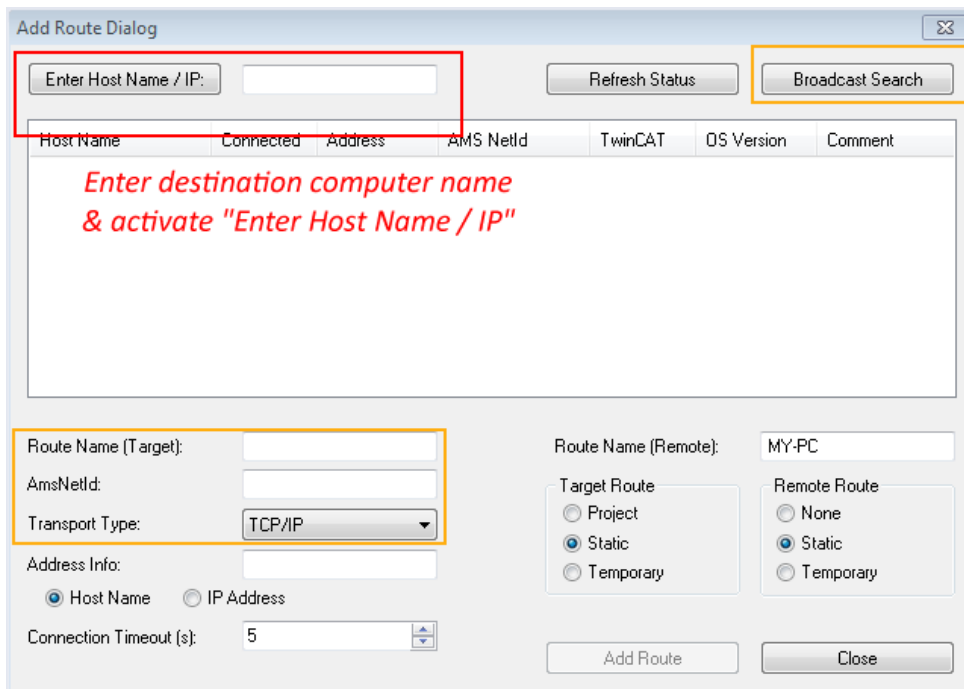 Add Route Dialog
Enter Host Name / IP:
Refresh Status
Broadcast Search
Host Name Connected Address AMS NetId TwinCAT OS Version Comment
Enter destination computer name
& activate "Enter Host Name / IP"
Route Name (Target):
AmsNetId:
Transport Type: TCP/IP
Address Info:
Host Name IP Address
Connection Timeout (s): 5
Route Name (Remote): MY-PC
Target Route
Project
Static
Temporary
Remote Route
None
Static
Temporary
Add Route
Close